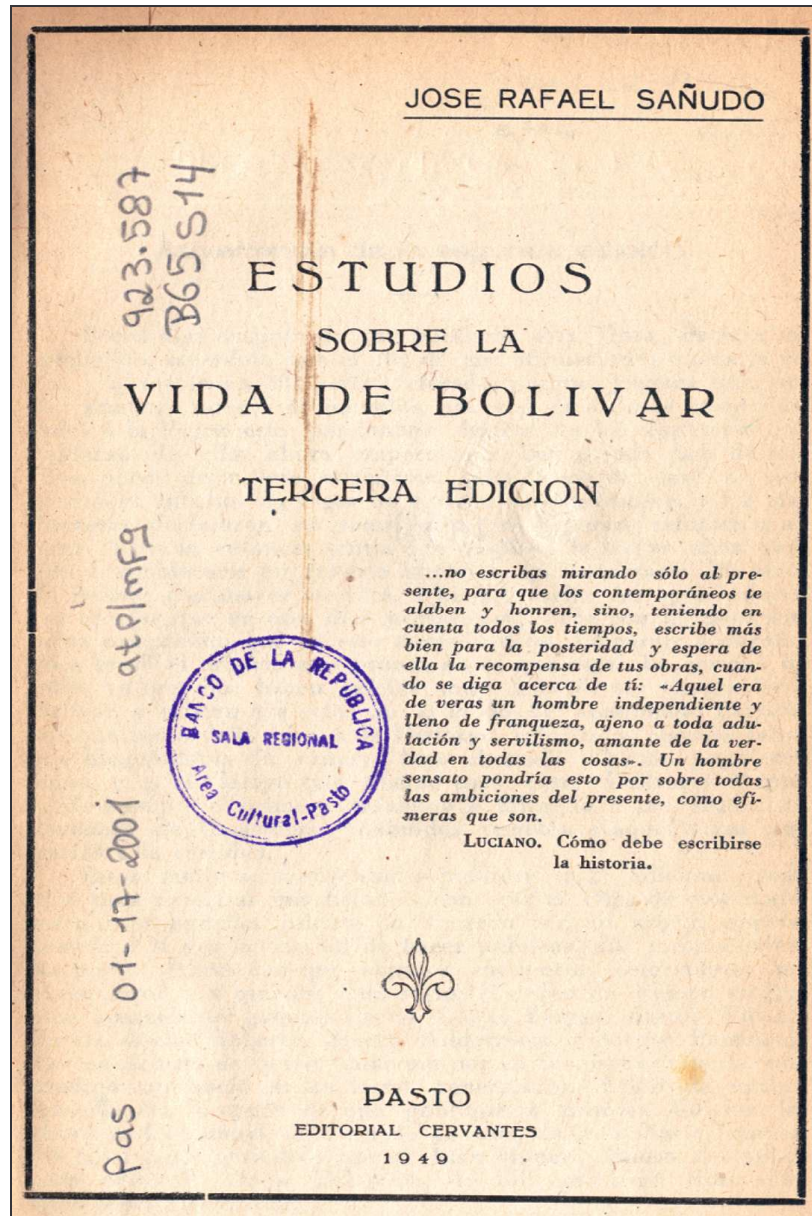 JOSE RAFAEL SAÑUDO
923.587
B65S14
ESTUDIOS
SOBRE LA
VIDA DE BOLIVAR
TERCERA EDICION
...no escribas mirando sólo al pre-
sente, para que los contemporáneos te
alaben y honren, sino, teniendo en
cuenta todos los tiempos, escribe más
bien para la posteridad y espera de
ella la recompensa de tus obras, cuan-
do se diga acerca de tí: «Aquel era
de veras un hombre independiente y
lleno de franqueza, ajeno a toda adu-
lación y servilismo, amante de la ver-
dad en todas las cosas». Un hombre
sensato pondría esto por sobre todas
las ambiciones del presente, como efí-
meras que son.
LUCIANO. Cómo debe escribirse
la historia.
BANCO DE LA REPUBLICA
SALA REGIONAL
Area Cultural-Pasto
Pas 01-17-2001 qtp/mfg
PASTO
EDITORIAL CERVANTES
1949